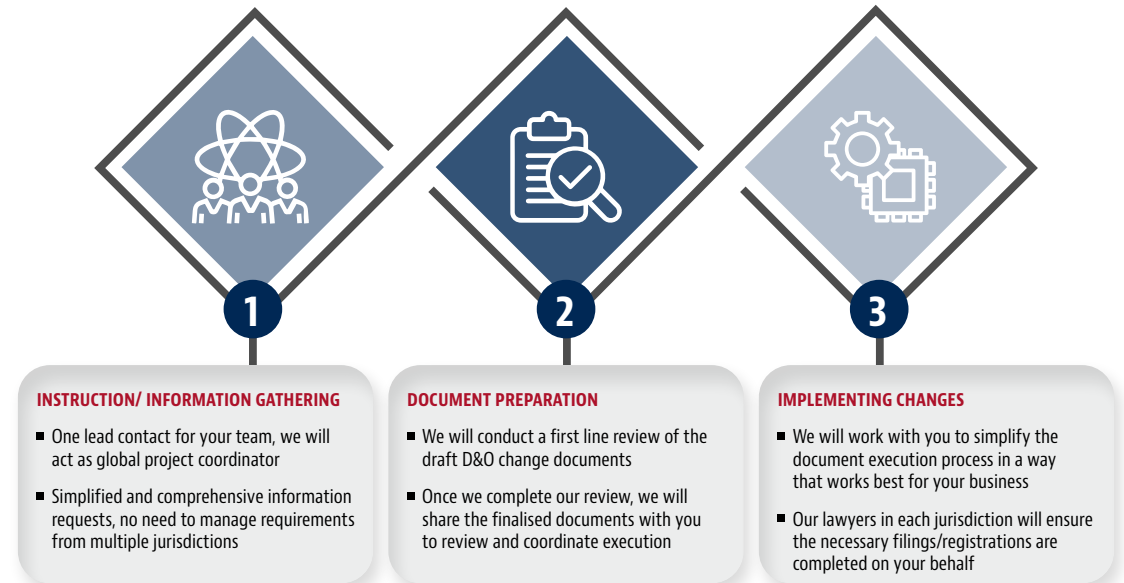 1
INSTRUCTION/ INFORMATION GATHERING
■ One lead contact for your team, we will
act as global project coordinator
■ Simplified and comprehensive information
requests, no need to manage requirements
from multiple jurisdictions
2
DOCUMENT PREPARATION
■ We will conduct a first line review of the
draft D&O change documents
■ Once we complete our review, we will
share the finalised documents with you
to review and coordinate execution
3
IMPLEMENTING CHANGES
■ We will work with you to simplify the
document execution process in a way
that works best for your business
■ Our lawyers in each jurisdiction will ensure
the necessary filings/registrations are
completed on your behalf